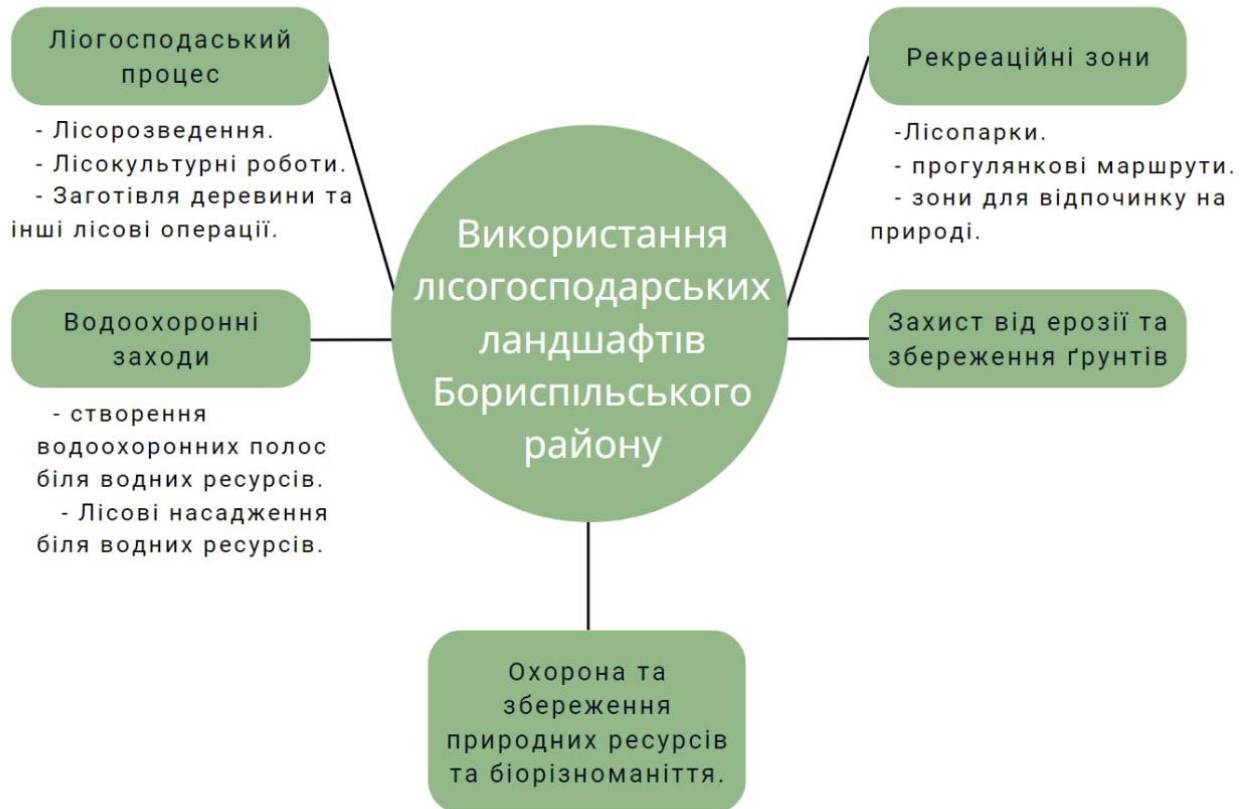 Ліогосподаський
процес
- Лісорозведення.
- Лісокультурні роботи.
- Заготівля деревини та
інші лісові операції.
Водоохоронні
заходи
- створення
водоохоронних полос
біля водних ресурсів.
- Лісові насадження
біля водних ресурсів.
Використання
лісогосподарських
ландшафтів
Бориспільського
району
Рекреаційні зони
-Лісопарки.
- прогулянкові маршрути.
- зони для відпочинку на
природі.
Захист від ерозії та
збереження ґрунтів
Охорона та
збереження
природних ресурсів
та біорізноманіття.